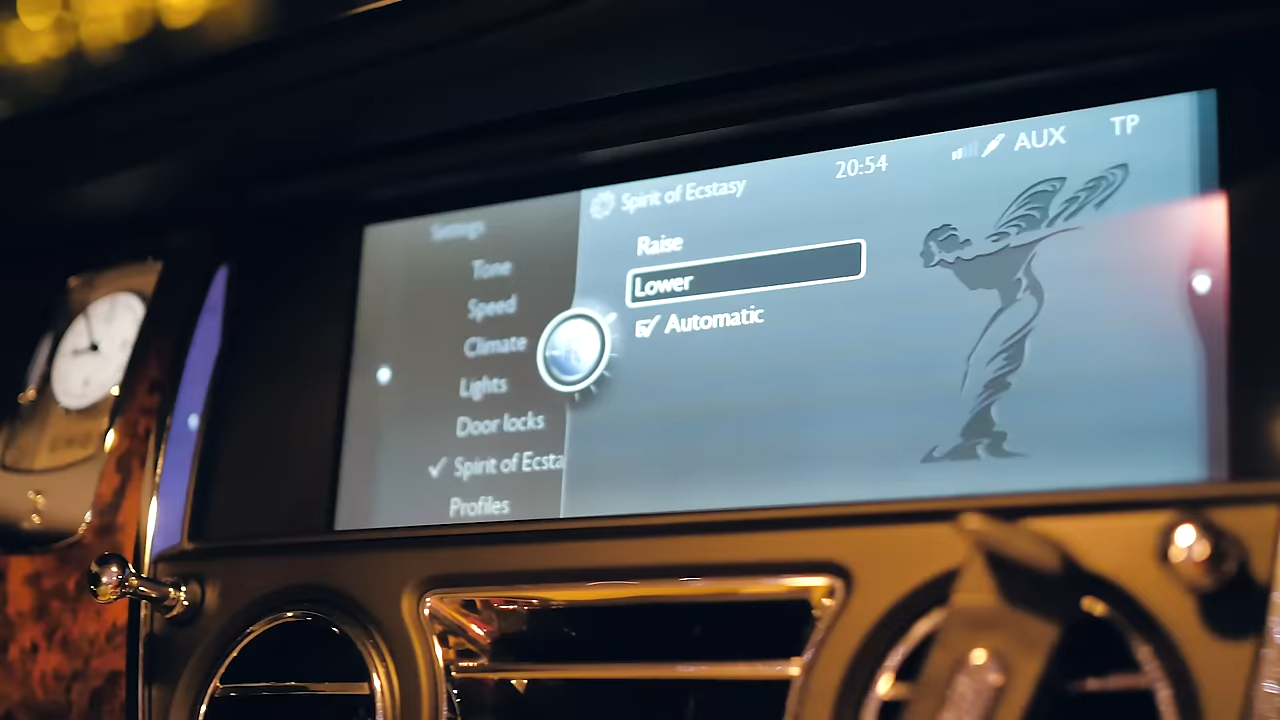 20:54
AUX
TP
Spirit of Ecstasy
Raise
Lower
Automatic
Settings
Tone
Speed
Climate
Lights
Door locks
Spirit of Ecsta
Profiles